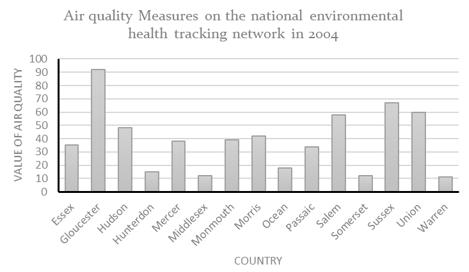 Air quality Measures on the national environmental
health tracking network in 2004
VALUE OF AIR QUALITY
100
90
80
70
60
50
40
30
20
10
0
Essex
Gloucester
Hudson
Hunterdon
Mercer
Middlesex
Monmouth
Morris
Ocean
Passaic
Salem
Somerset
Sussex
Union
Warren
COUNTRY